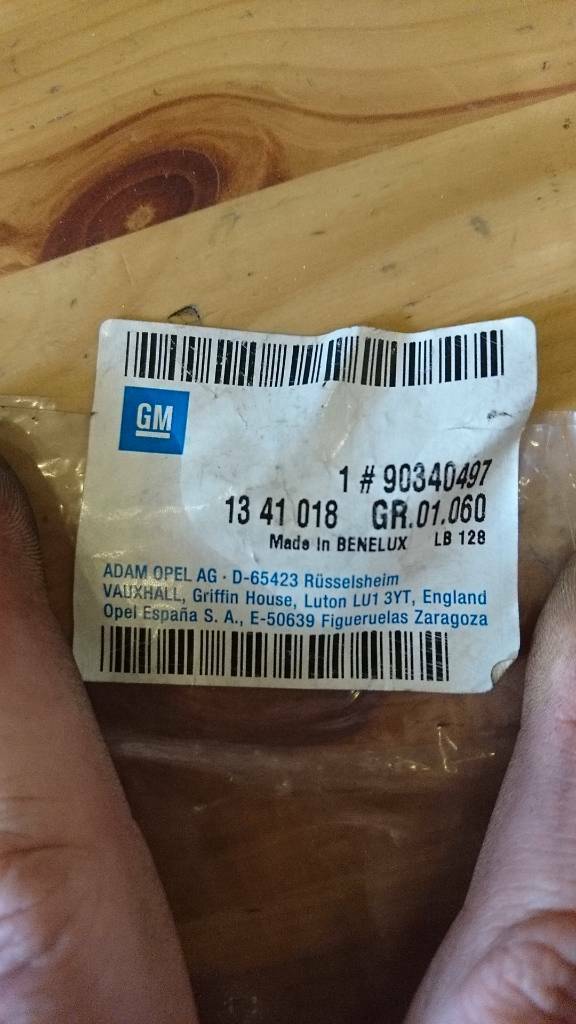 GM
1 # 90340497
13 41 018 GR.01.060
Made in BENELUX LB 128
ADAM OPEL AG · D-65423 Rüsselsheim
VAUXHALL, Griffin House, Luton LU1 3YT, England
Opel España S. A., E-50639 Figueruelas Zaragoza